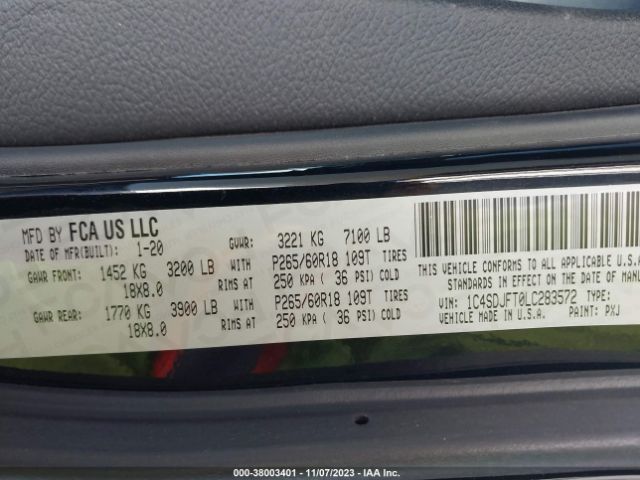 MFD BY FCA US LLC
DATE OF MFR(BUILT): 1-20 GVWR: 3221 KG 7100 LB
GAWR FRONT: 1452 KG 3200 LB WITH P265/60R18 109T TIRES
18X8.0 RIMS AT 250 KPA ( 36 PSI) COLD
GAWR REAR: 1770 KG 3900 LB WITH P265/60R18 109T TIRES
18X8.0 RIMS AT 250 KPA ( 36 PSI) COLD
THIS VEHICLE CONFORMS TO ALL APPLICABLE
STANDARDS IN EFFECT ON THE DATE OF MANU
VIN: 1C4SDJFT0LC283572 TYPE:
VEHICLE MADE IN U.S.A. PAINT: PXJ
000-38003401 - 11/07/2023 - IAA Inc.